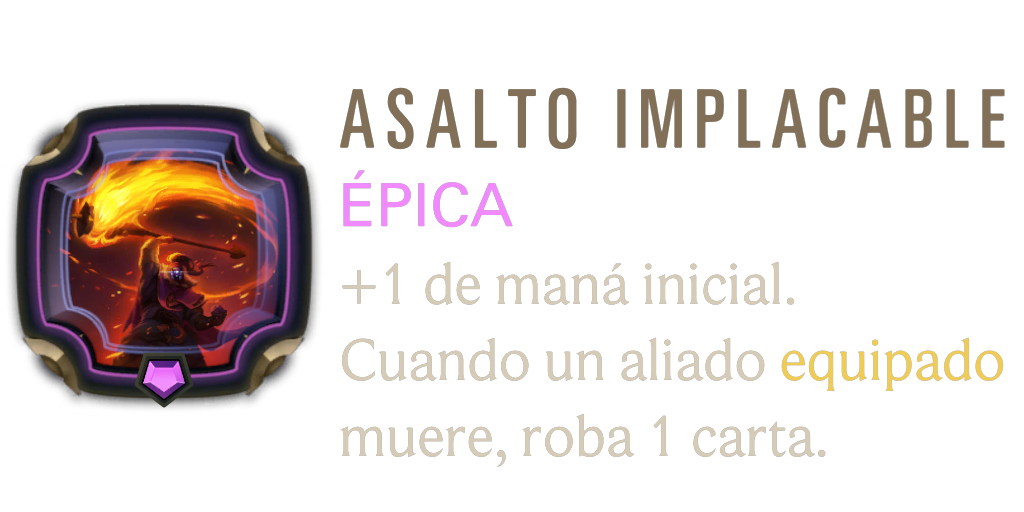 ASALTO IMPLACABLE
ÉPICA
+1 de maná inicial.
Cuando un aliado equipado
muere, roba 1 carta.